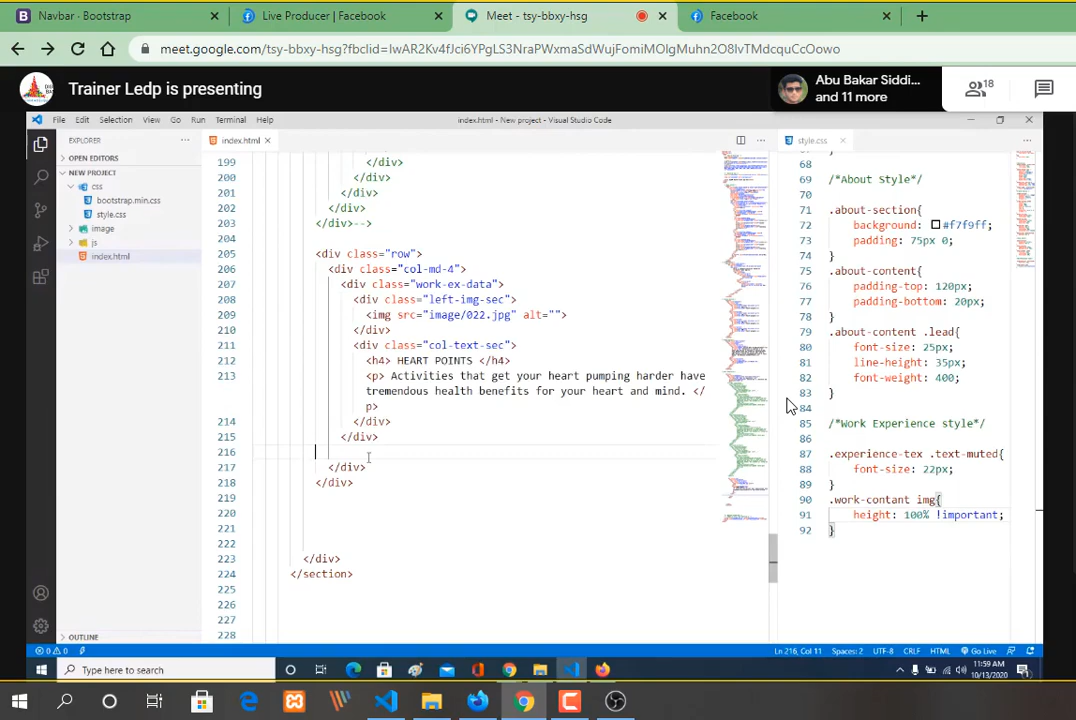 Navbar - Bootstrap
Live Producer | Facebook
Meet - tsy-bbxy-hsg
Facebook
meet.google.com/tsy-bbxy-hsg?fbclid=IwAR2Kv4fJci6YPgLS3NraPWxmaSdWujFomiMOlgMuhn2O8IvTMdcquCcOowo
Trainer Ledp is presenting
Abu Bakar Siddi...
and 11 more
18
File Edit Selection View Go Run Terminal Help
index.html - New project - Visual Studio Code
EXPLORER
OPEN EDITORS
NEW PROJECT
css
bootstrap.min.css
style.css
image
js
index.html
OUTLINE
index.html
199 </div>
200 </div>
201 </div>
202 </div>
203 </div>-->
204
205 <div class="row">
206 <div class="col-md-4">
207 <div class="work-ex-data">
208 <div class="left-img-sec">
209 <img src="image/022.jpg" alt="">
210 </div>
211 <div class="col-text-sec">
212 <h4> HEART POINTS </h4>
213 <p> Activities that get your heart pumping harder have
tremendous health benefits for your heart and mind. </
p>
214 </div>
215 </div>
216
217 </div>
218 </div>
219
220
221
222
223 </div>
224 </section>
225
226
227
228
style.css
68
69 /*About Style*/
70
71 .about-section{
72 background: #f7f9ff;
73 padding: 75px 0;
74 }
75 .about-content{
76 padding-top: 120px;
77 padding-bottom: 20px;
78 }
79 .about-content .lead{
80 font-size: 25px;
81 line-height: 35px;
82 font-weight: 400;
83 }
84
85 /*Work Experience style*/
86
87 .experience-tex .text-muted{
88 font-size: 22px;
89 }
90 .work-contant img{
91 height: 100% !important;
92 }
0 0
Ln 216, Col 11 Spaces: 2 UTF-8 CRLF HTML Go Live
Type here to search
11:59 AM
10/13/2020